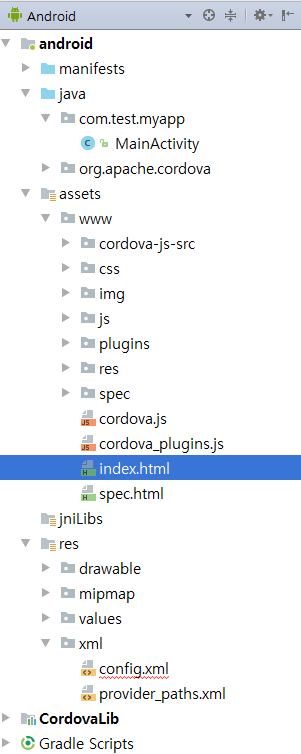 Android
android
manifests
java
com.test.myapp
MainActivity
org.apache.cordova
assets
www
cordova-js-src
css
img
js
plugins
res
spec
cordova.js
cordova_plugins.js
index.html
spec.html
jniLibs
res
drawable
mipmap
values
xml
config.xml
provider_paths.xml
CordovaLib
Gradle Scripts